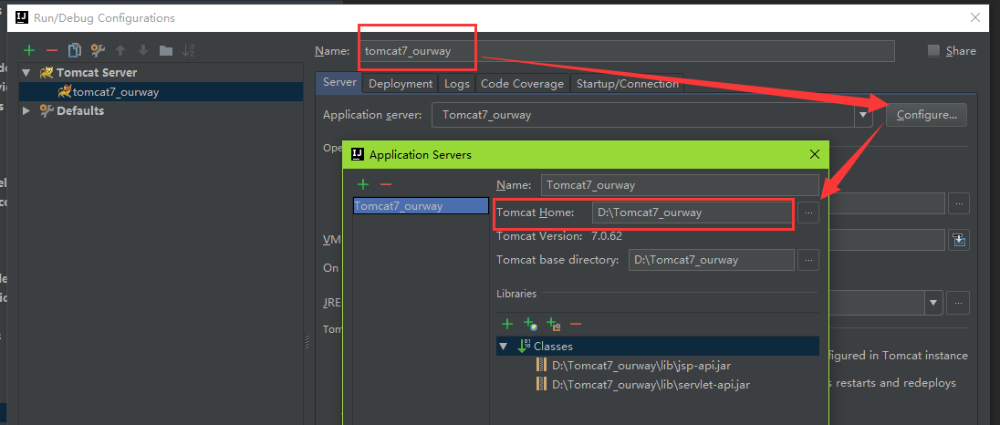 Run/Debug Configurations
Name: tomcat7_ourway
Share
Tomcat Server
tomcat7_ourway
Defaults
Server Deployment Logs Code Coverage Startup/Connection
Application server: Tomcat7_ourway
Configure...
Ope
Application Servers
Name: Tomcat7_ourway
Tomcat7_ourway
Tomcat Home: D:\Tomcat7_ourway
Tomcat Version: 7.0.62
VM
Tomcat base directory: D:\Tomcat7_ourway
On
Libraries
JRE
Tom
Classes
D:\Tomcat7_ourway\lib\jsp-api.jar
figured in Tomcat instance
D:\Tomcat7_ourway\lib\servlet-api.jar
s restarts and redeploys